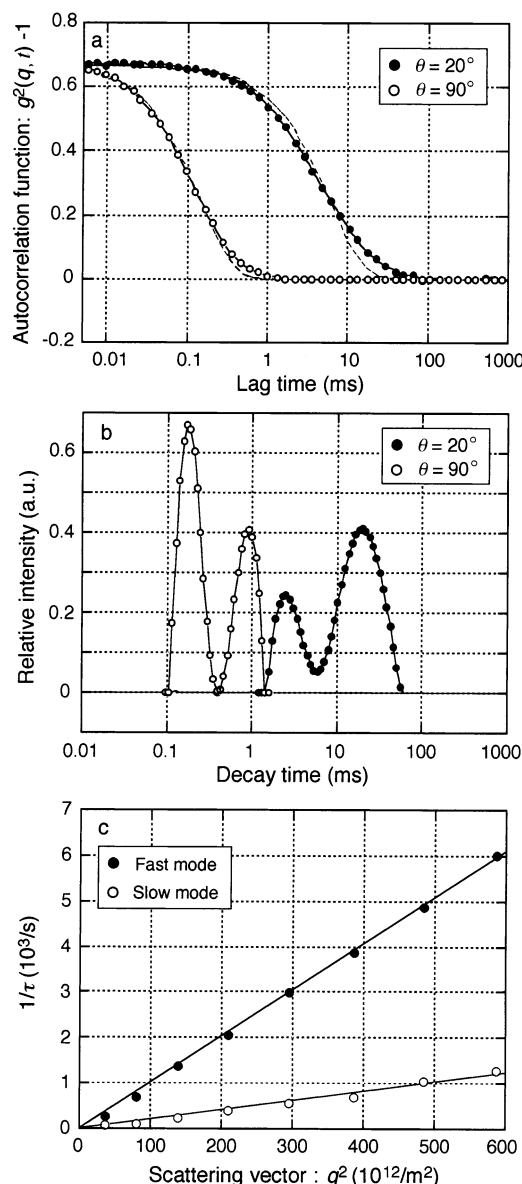 a
θ = 20°
θ = 90°
Autocorrelation function: g²(q, t) -1
0.8
0.6
0.4
0.2
0
-0.2
0.01 0.1 1 10 100 1000
Lag time (ms)
b
θ = 20°
θ = 90°
Relative intensity (a.u.)
0.6
0.4
0.2
0
0.01 0.1 1 10 100 1000
Decay time (ms)
c
Fast mode
Slow mode
1/τ (10³/s)
7
6
5
4
3
2
1
0
0 100 200 300 400 500 600
Scattering vector : q² (10¹²/m²)